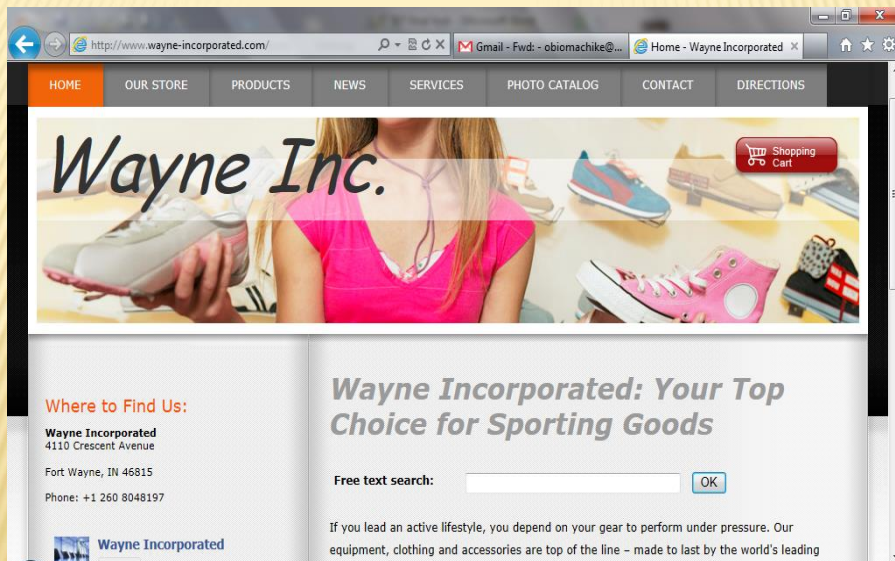 http://www.wayne-incorporated.com/
Gmail - Fwd: - obiomachike@...
Home - Wayne Incorporated
HOME OUR STORE PRODUCTS NEWS SERVICES PHOTO CATALOG CONTACT DIRECTIONS
Wayne Inc.
Shopping
Cart
Where to Find Us:
Wayne Incorporated
4110 Crescent Avenue
Fort Wayne, IN 46815
Phone: +1 260 8048197
Wayne Incorporated
Wayne Incorporated: Your Top
Choice for Sporting Goods
Free text search:
OK
If you lead an active lifestyle, you depend on your gear to perform under pressure. Our
equipment, clothing and accessories are top of the line – made to last by the world's leading